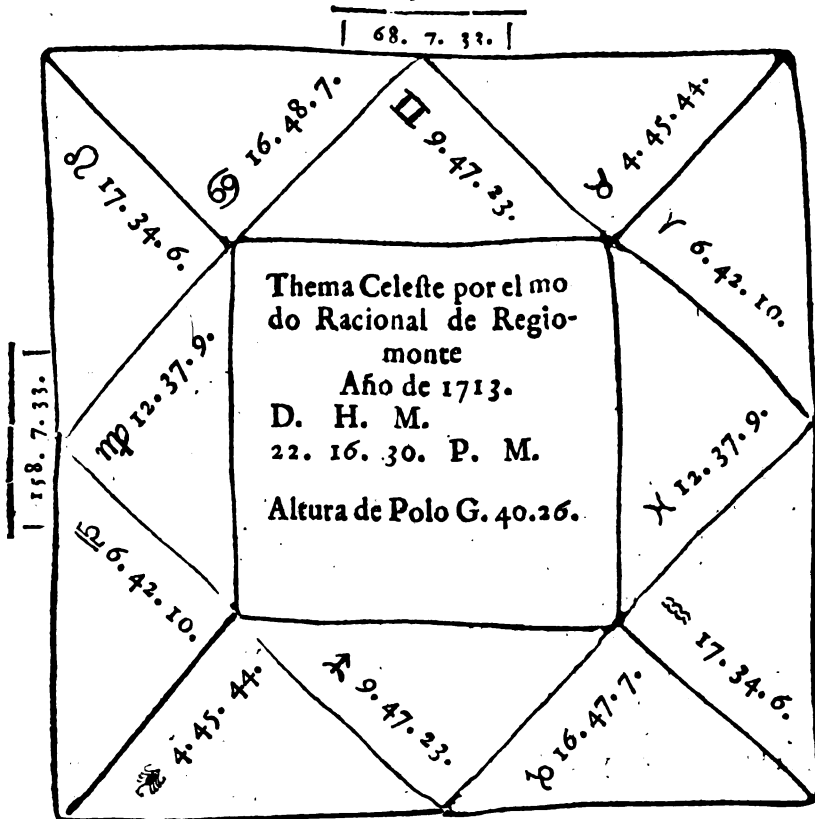 68. 7. 33.
♊ 9. 47. 23.
♋ 16. 48. 7.
♉ 4. 45. 44.
♌ 17. 34. 6.
♈ 6. 42. 10.
Thema Celeſte por el mo
do Racional de Regio-
monte
Año de 1713.
D. H. M.
22. 16. 30. P. M.
Altura de Polo G. 40.26.
♍ 12. 37. 9.
158. 7. 33.
♓ 12. 37. 9.
♎ 6. 42. 10.
♒ 17. 34. 6.
♏ 4. 45. 44.
♐ 9. 47. 23.
♑ 16. 47. 7.